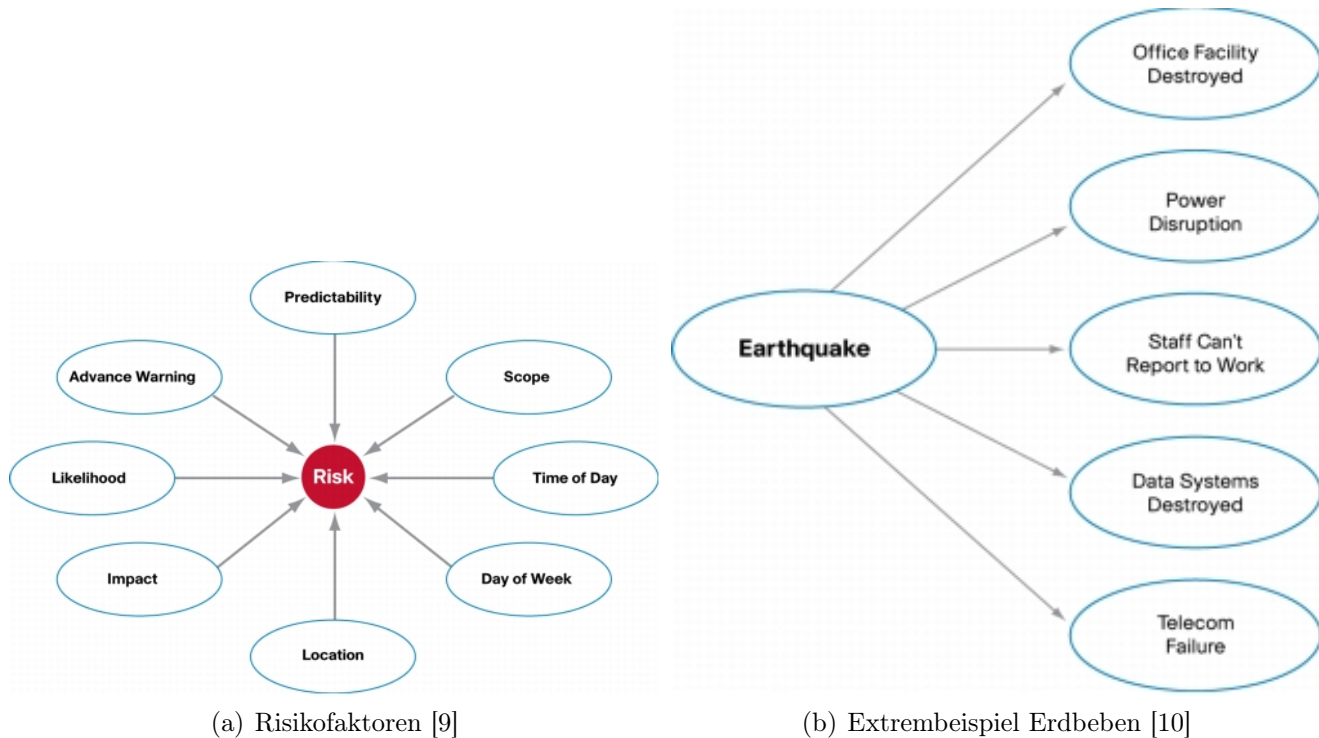 Predictability
Advance Warning
Scope
Likelihood
Risk
Time of Day
Impact
Day of Week
Location
(a) Risikofaktoren [9]
Office Facility
Destroyed
Power
Disruption
Earthquake
Staff Can't
Report to Work
Data Systems
Destroyed
Telecom
Failure
(b) Extrembeispiel Erdbeben [10]